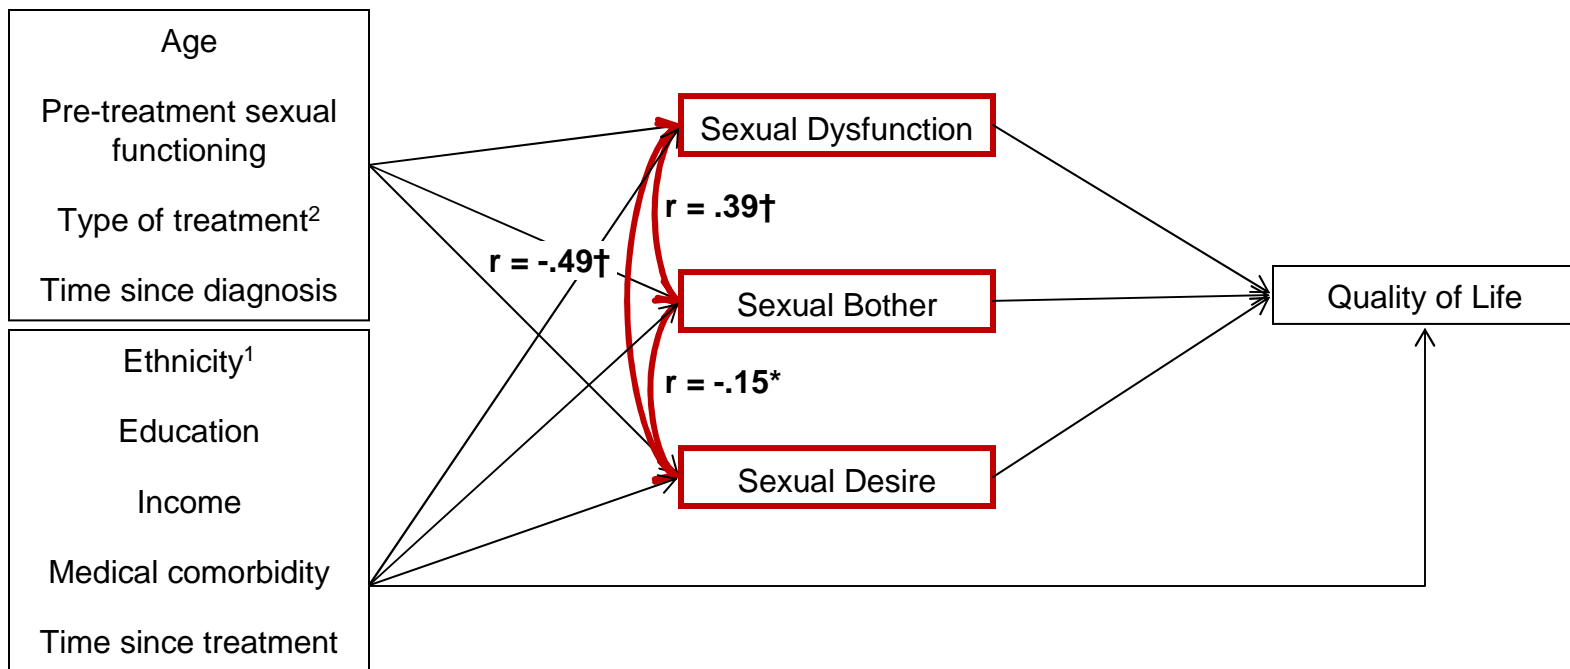 Age
Pre-treatment sexual
functioning
Type of treatment²
Time since diagnosis
Ethnicity¹
Education
Income
Medical comorbidity
Time since treatment
r = -.49†
Sexual Dysfunction
r = .39†
Sexual Bother
r = -.15*
Sexual Desire
Quality of Life